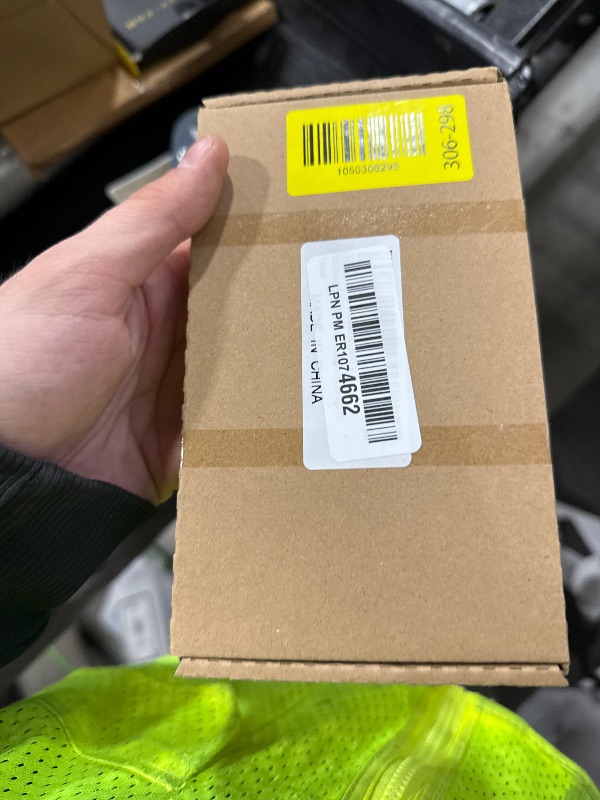 306-298
1050306298
LPN PM ER1074662
MADE IN CHINA